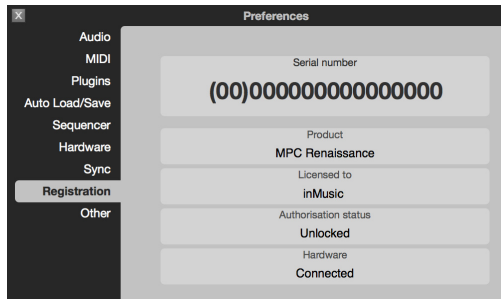 X
Preferences
Audio
MIDI
Plugins
Auto Load/Save
Sequencer
Hardware
Sync
Registration
Other
Serial number
(00)000000000000000
Product
MPC Renaissance
Licensed to
inMusic
Authorisation status
Unlocked
Hardware
Connected